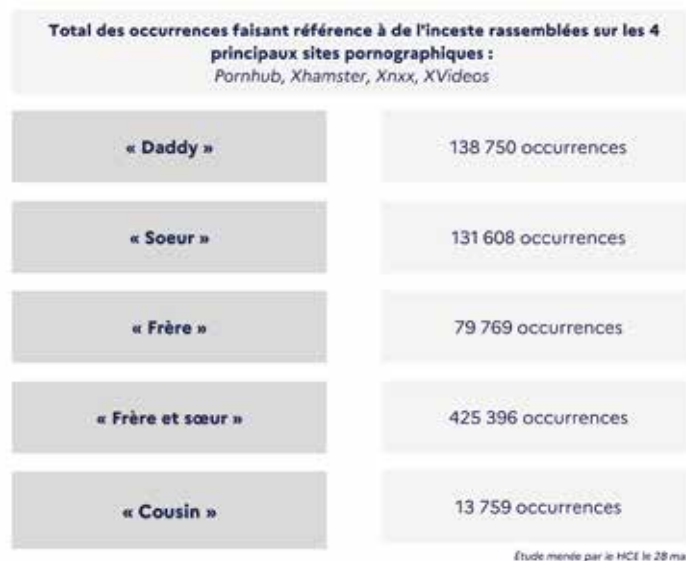 Total des occurrences faisant référence à de l'inceste rassemblées sur les 4
principaux sites pornographiques :
Pornhub, Xhamster, Xnxx, XVideos
« Daddy »
138 750 occurrences
« Soeur »
131 608 occurrences
« Frère »
79 769 occurrences
« Frère et sœur »
425 396 occurrences
« Cousin »
13 759 occurrences
Étude menée par le HCE le 28 ma